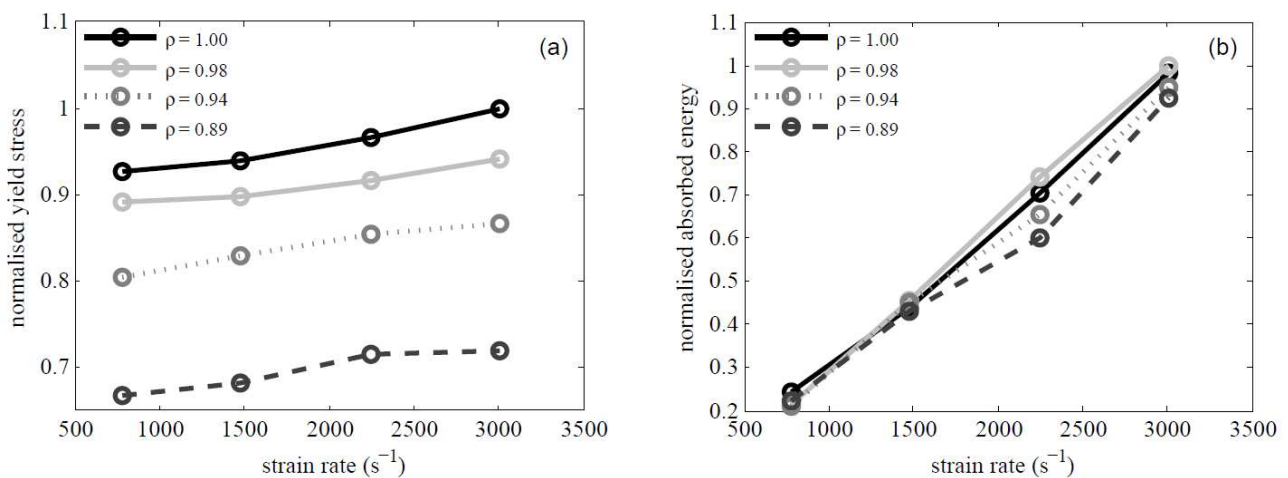 1.1
1
0.9
0.8
0.7
normalised yield stress
ρ = 1.00
ρ = 0.98
ρ = 0.94
ρ = 0.89
(a)
500 1000 1500 2000 2500 3000 3500
strain rate (s⁻¹)
1.1
1
0.9
0.8
0.7
0.6
0.5
0.4
0.3
0.2
normalised absorbed energy
ρ = 1.00
ρ = 0.98
ρ = 0.94
ρ = 0.89
(b)
500 1000 1500 2000 2500 3000 3500
strain rate (s⁻¹)